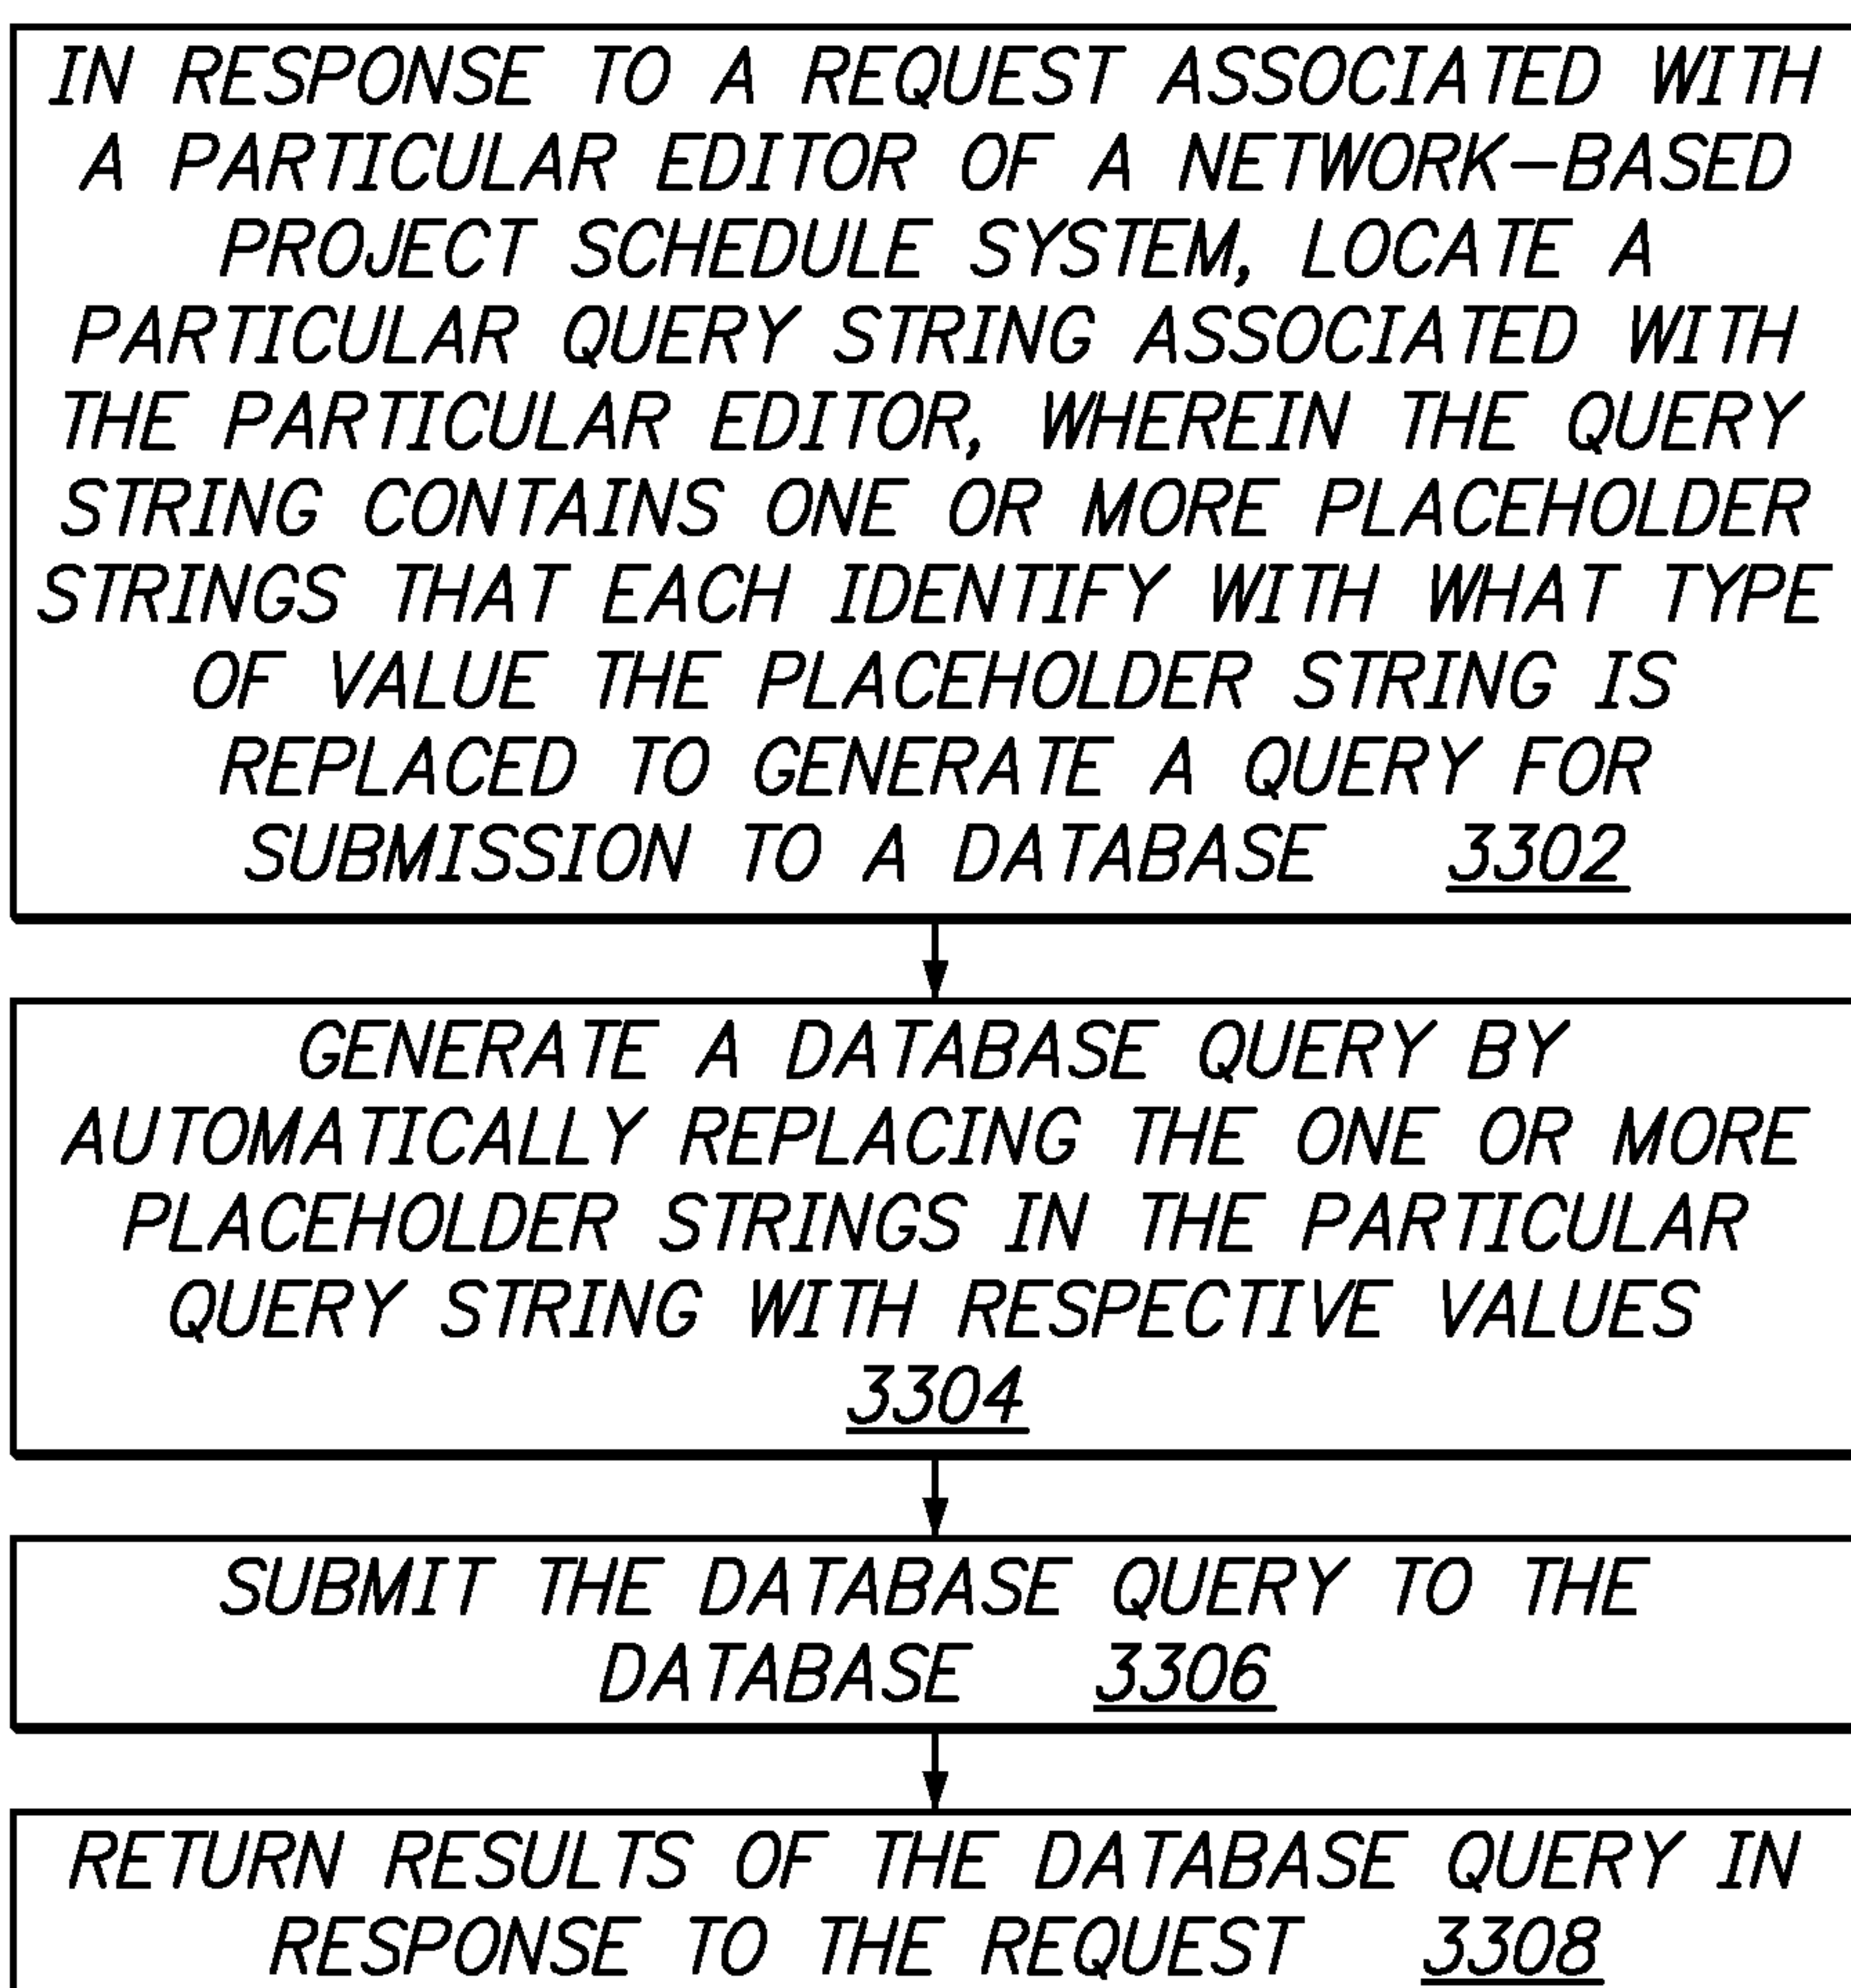 IN RESPONSE TO A REQUEST ASSOCIATED WITH
A PARTICULAR EDITOR OF A NETWORK-BASED
PROJECT SCHEDULE SYSTEM, LOCATE A
PARTICULAR QUERY STRING ASSOCIATED WITH
THE PARTICULAR EDITOR, WHEREIN THE QUERY
STRING CONTAINS ONE OR MORE PLACEHOLDER
STRINGS THAT EACH IDENTIFY WITH WHAT TYPE
OF VALUE THE PLACEHOLDER STRING IS
REPLACED TO GENERATE A QUERY FOR
SUBMISSION TO A DATABASE 3302
GENERATE A DATABASE QUERY BY
AUTOMATICALLY REPLACING THE ONE OR MORE
PLACEHOLDER STRINGS IN THE PARTICULAR
QUERY STRING WITH RESPECTIVE VALUES
3304
SUBMIT THE DATABASE QUERY TO THE
DATABASE 3306
RETURN RESULTS OF THE DATABASE QUERY IN
RESPONSE TO THE REQUEST 3308